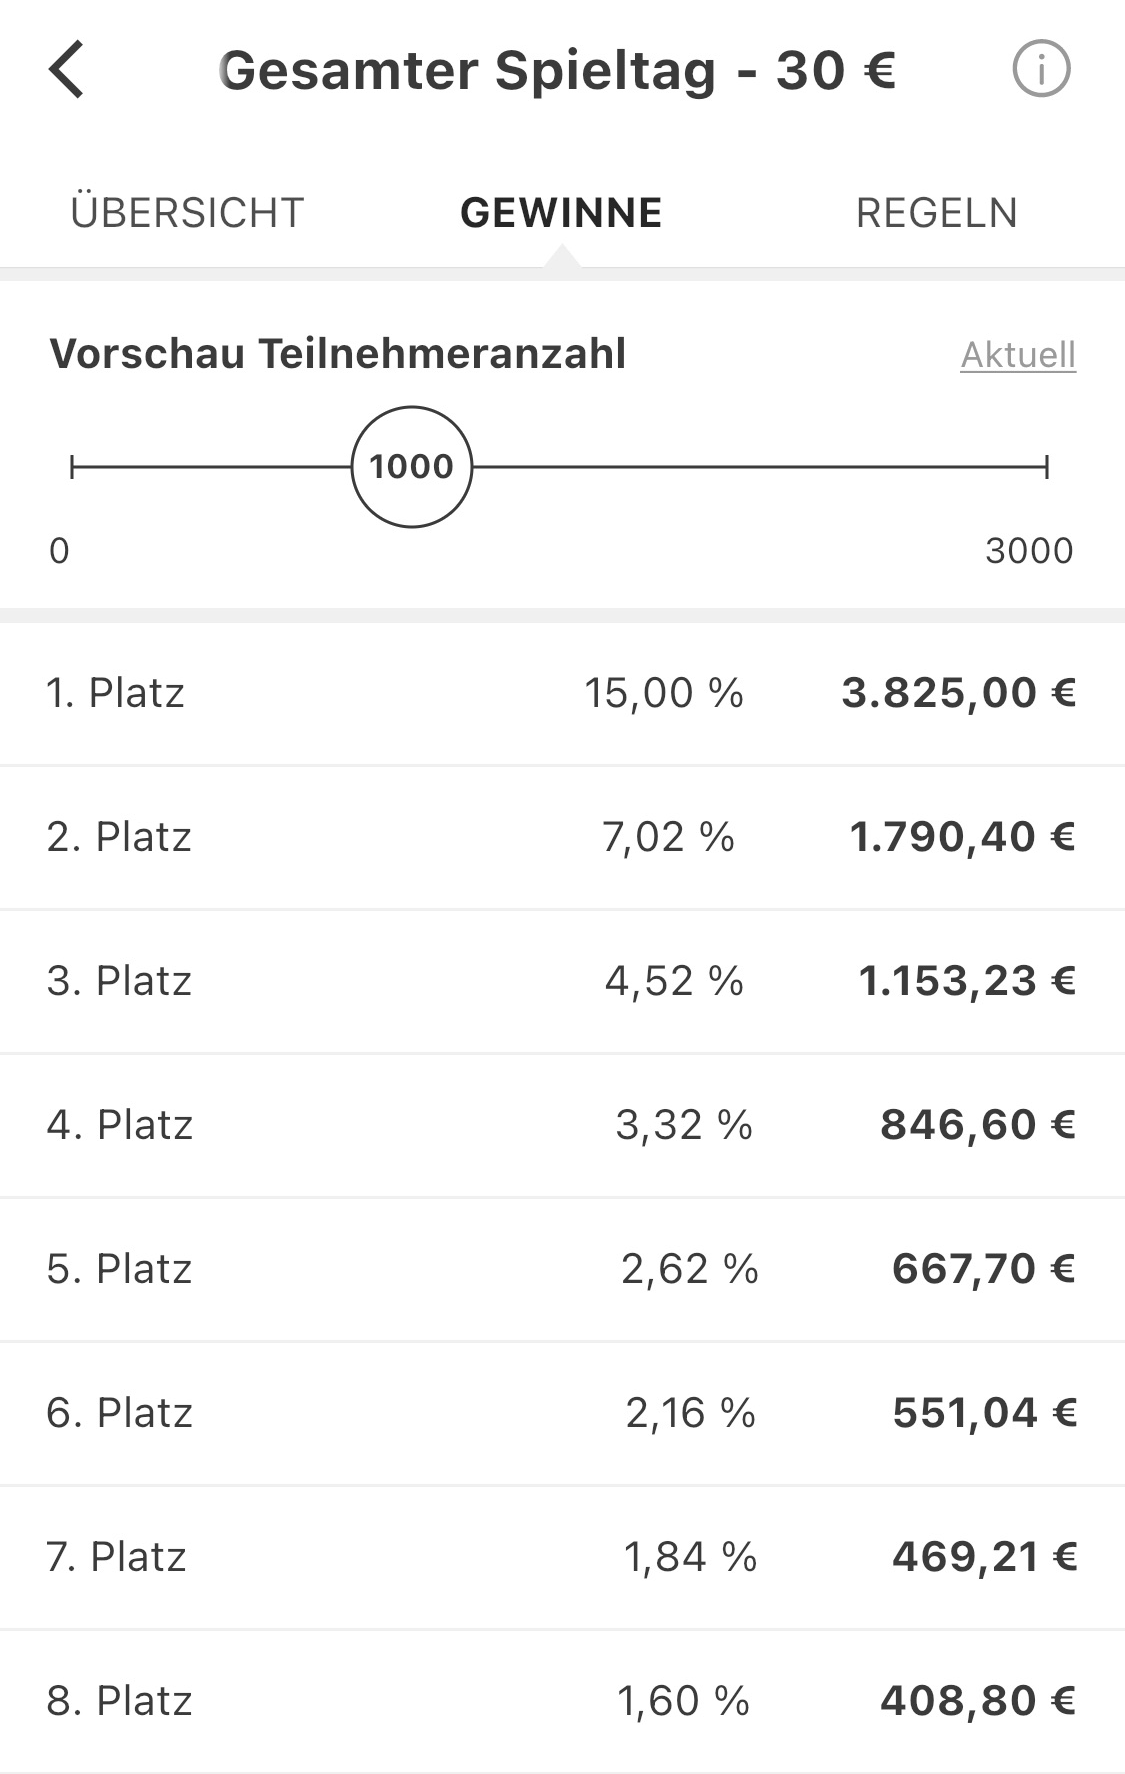 Gesamter Spieltag - 30 €
ÜBERSICHT GEWINNE REGELN
Vorschau Teilnehmeranzahl Aktuell
1000
0 3000
1. Platz 15,00 % 3.825,00 €
2. Platz 7,02 % 1.790,40 €
3. Platz 4,52 % 1.153,23 €
4. Platz 3,32 % 846,60 €
5. Platz 2,62 % 667,70 €
6. Platz 2,16 % 551,04 €
7. Platz 1,84 % 469,21 €
8. Platz 1,60 % 408,80 €